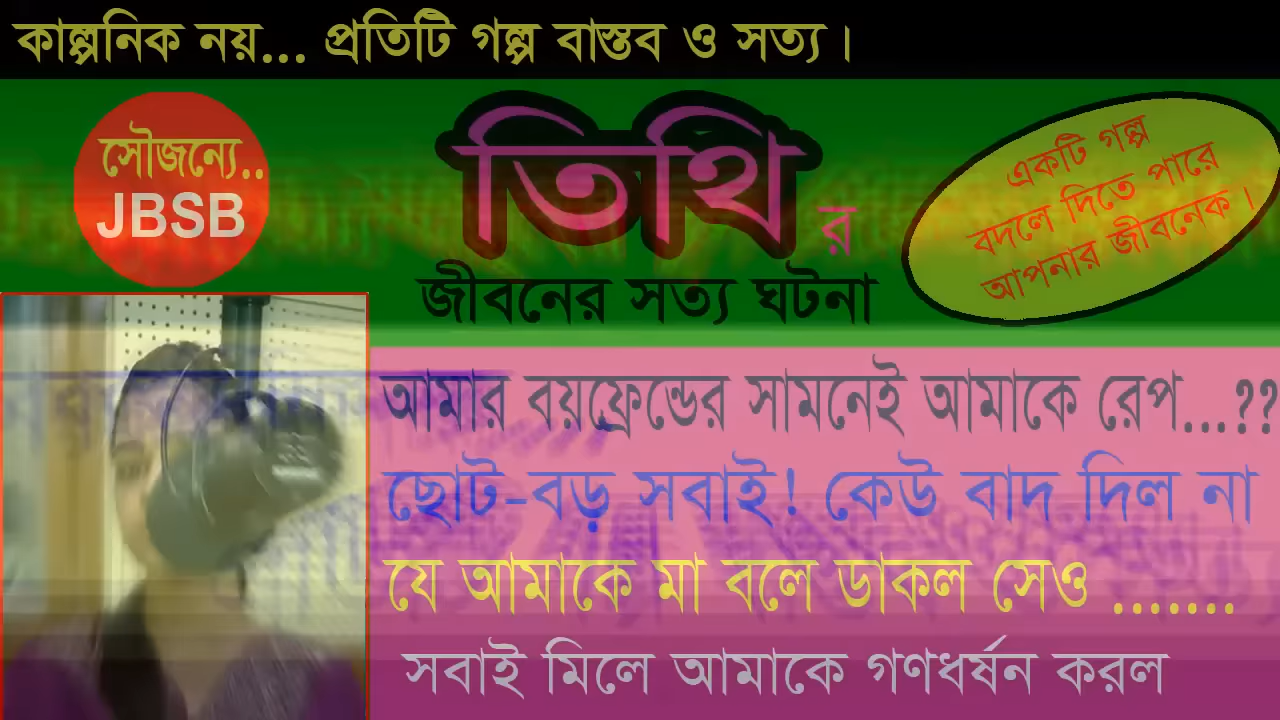 কাল্পনিক নয়... প্রতিটি গল্প বাস্তব ও সত্য।
সৌজন্যে..
JBSB
তিথি র
জীবনের সত্য ঘটনা
একটি গল্প
বদলে দিতে পারে
আপনার জীবনেক।
আমার বয়ফ্রেন্ডের সামনেই আমাকে রেপ...??
ছোট-বড় সবাই! কেউ বাদ দিল না
যে আমাকে মা বলে ডাকল সেও .......
সবাই মিলে আমাকে গণধর্ষন করল